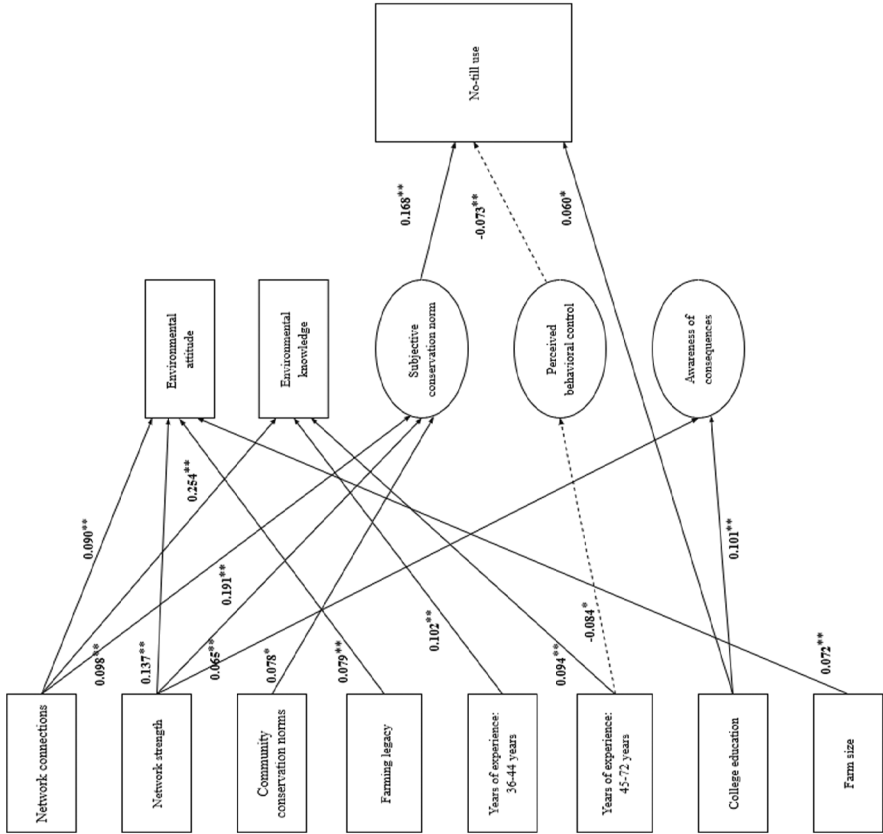 Network connections
Network strength
Community
conservation norms
Farming legacy
Years of experience:
36-44 years
Years of experience:
45-72 years
College education
Farm size
0.090**
0.098**
0.254**
0.191**
0.137**
0.065**
0.078*
0.079**
0.102**
0.094**
-0.084*
0.101**
0.072**
Environmental
attitude
Environmental
knowledge
Subjective
conservation norm
Perceived
behavioral control
Awareness of
consequences
0.168**
-0.073**
0.060*
No-till use